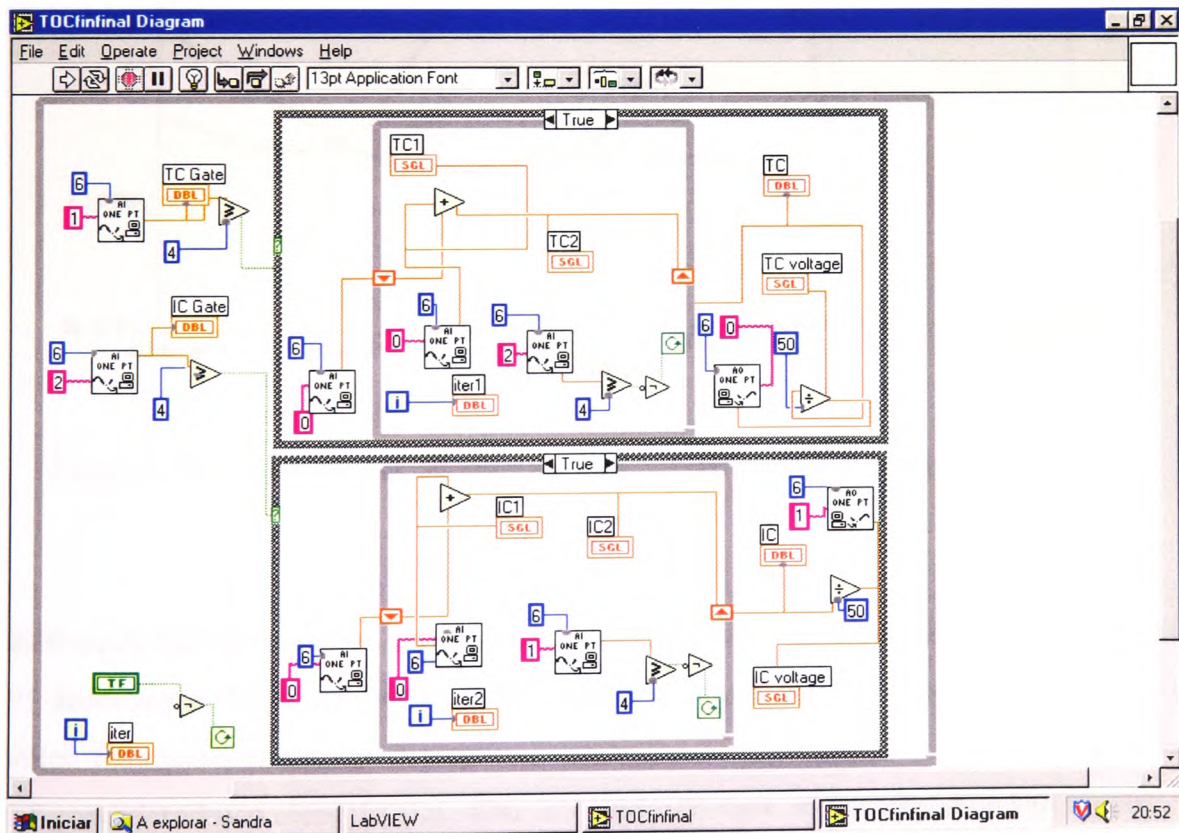 TOCfinfinal Diagram
File Edit Operate Project Windows Help
13pt Application Font
True
TC1
SGL
TC
DBL
TC Gate
DBL
6
AI
ONE PT
1
4
TC2
SGL
TC voltage
SGL
IC Gate
DBL
6
AI
ONE PT
2
4
6
AI
ONE PT
0
6
AI
ONE PT
0
6
AI
ONE PT
2
4
i
iter1
DBL
6
0
50
AO
ONE PT
True
IC1
SGL
IC2
SGL
6
AO
ONE PT
1
IC
DBL
50
6
AI
ONE PT
0
AI
ONE PT
6
0
6
AI
ONE PT
1
4
i
iter2
DBL
IC voltage
SGL
TF
i
iter
DBL
Iniciar
A explorar - Sandra
LabVIEW
TOCfinfinal
TOCfinfinal Diagram
20:52